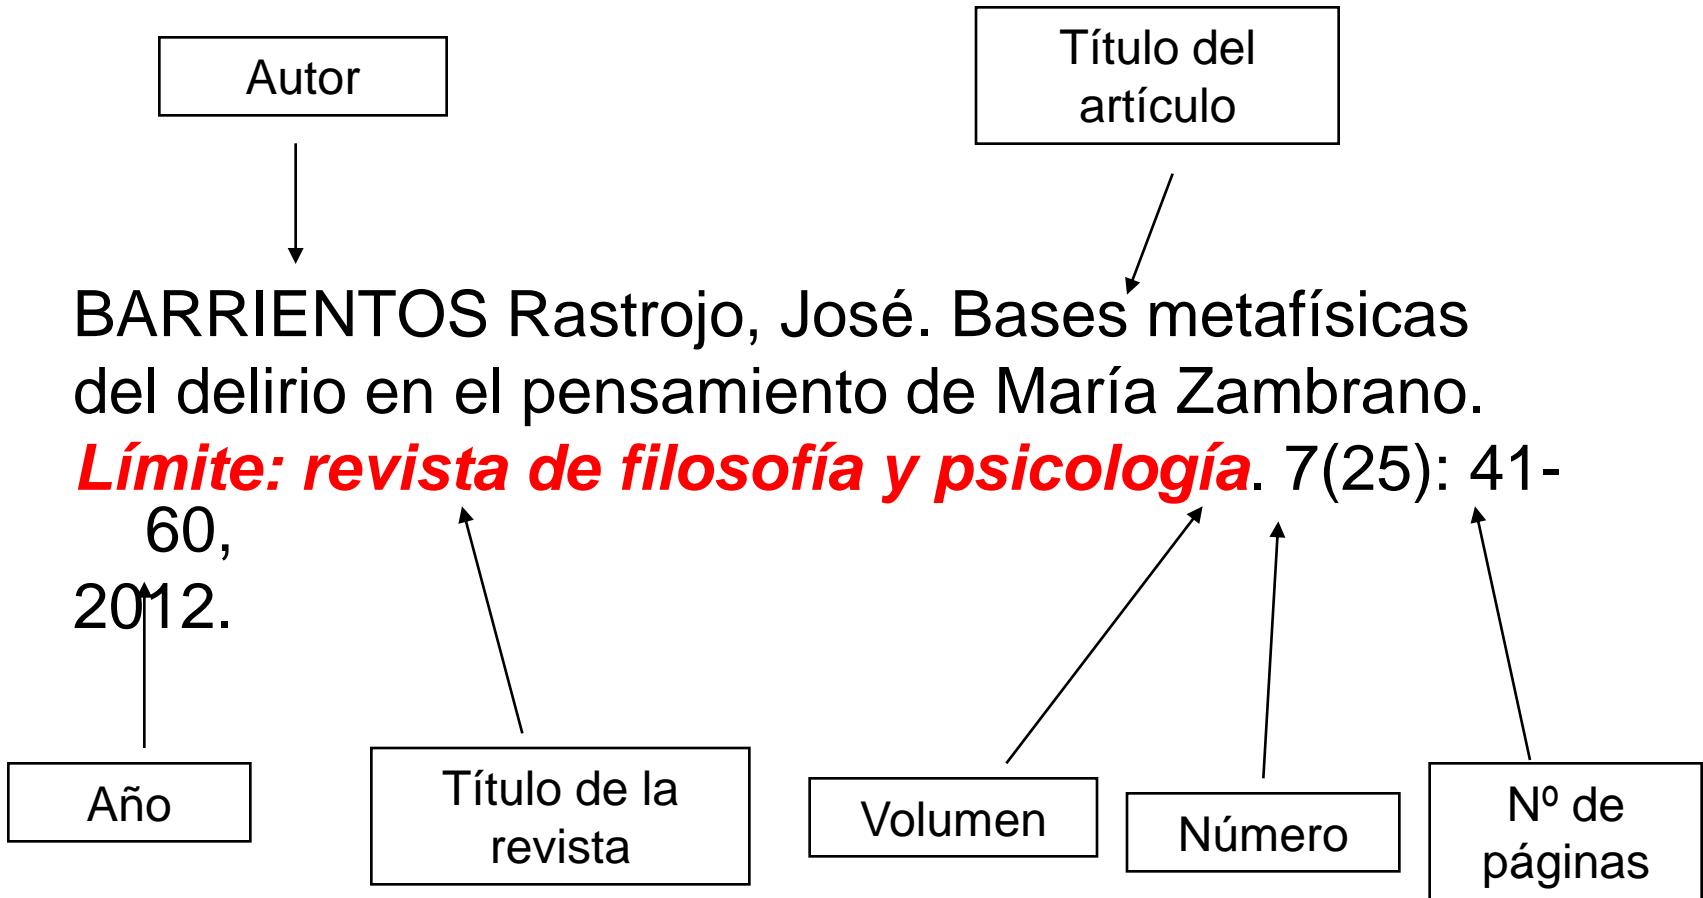 Autor
Título del
artículo
BARRIENTOS Rastrojo, José. Bases metafísicas
del delirio en el pensamiento de María Zambrano.
Límite: revista de filosofía y psicología. 7(25): 41-
60,
2012.
Año
Título de la
revista
Volumen
Número
Nº de
páginas